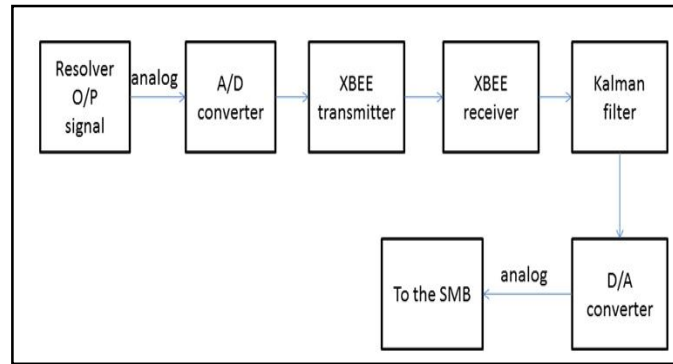 Resolver
O/P
signal
analog
A/D
converter
XBEE
transmitter
XBEE
receiver
Kalman
filter
To the SMB
analog
D/A
converter